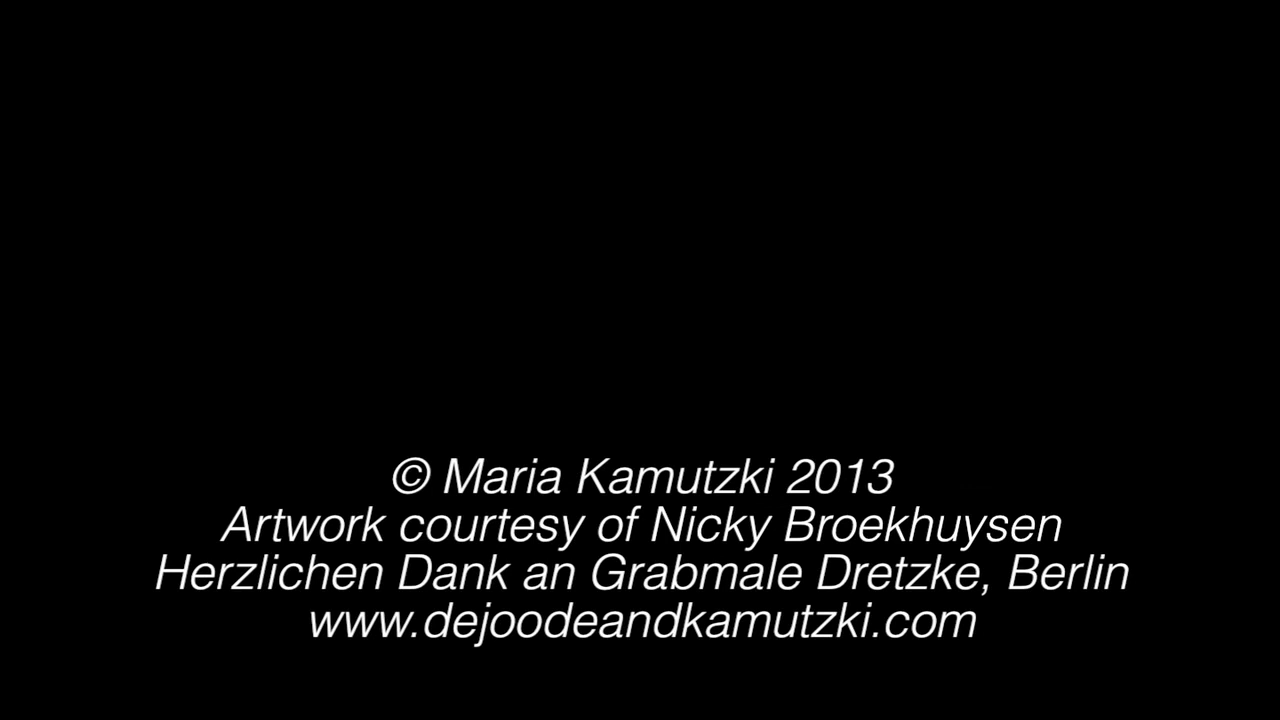 © Maria Kamutzki 2013
Artwork courtesy of Nicky Broekhuysen
Herzlichen Dank an Grabmale Dretzke, Berlin
www.dejoodeandkamutzki.com